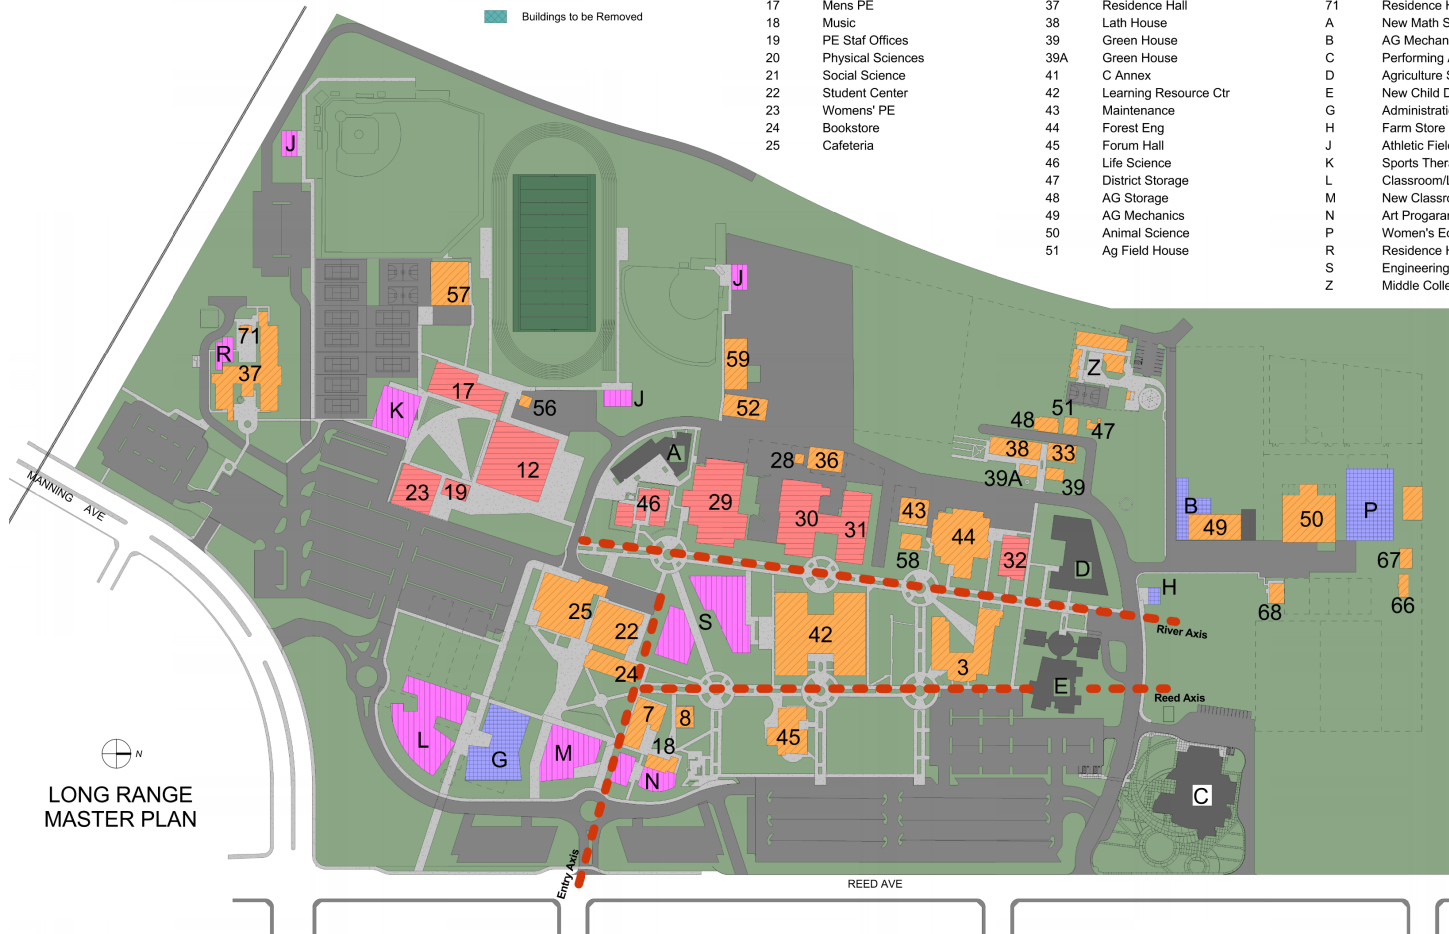 Buildings to be Removed
17 Mens PE
18 Music
19 PE Staf Offices
20 Physical Sciences
21 Social Science
22 Student Center
23 Womens' PE
24 Bookstore
25 Cafeteria
37 Residence Hall
38 Lath House
39 Green House
39A Green House
41 C Annex
42 Learning Resource Ctr
43 Maintenance
44 Forest Eng
45 Forum Hall
46 Life Science
47 District Storage
48 AG Storage
49 AG Mechanics
50 Animal Science
51 Ag Field House
71 Residence H
A New Math S
B AG Mechan
C Performing
D Agriculture S
E New Child D
G Administrati
H Farm Store
J Athletic Fiel
K Sports Ther
L Classroom/L
M New Classro
N Art Progaram
P Women's Ed
R Residence H
S Engineering
Z Middle Colle
J
57
J
71
R
37
59
Z
17
K
56
J
52
48
51
47
A
28
36
38
33
12
39A
39
23
19
46
29
30
31
43
44
B
49
50
P
58
32
D
67
25
68
66
H
22
S
42
River Axis
24
3
E
Reed Axis
7
8
18
45
L
G
M
N
C
MANNING AVE
N
LONG RANGE
MASTER PLAN
Entry Axis
REED AVE